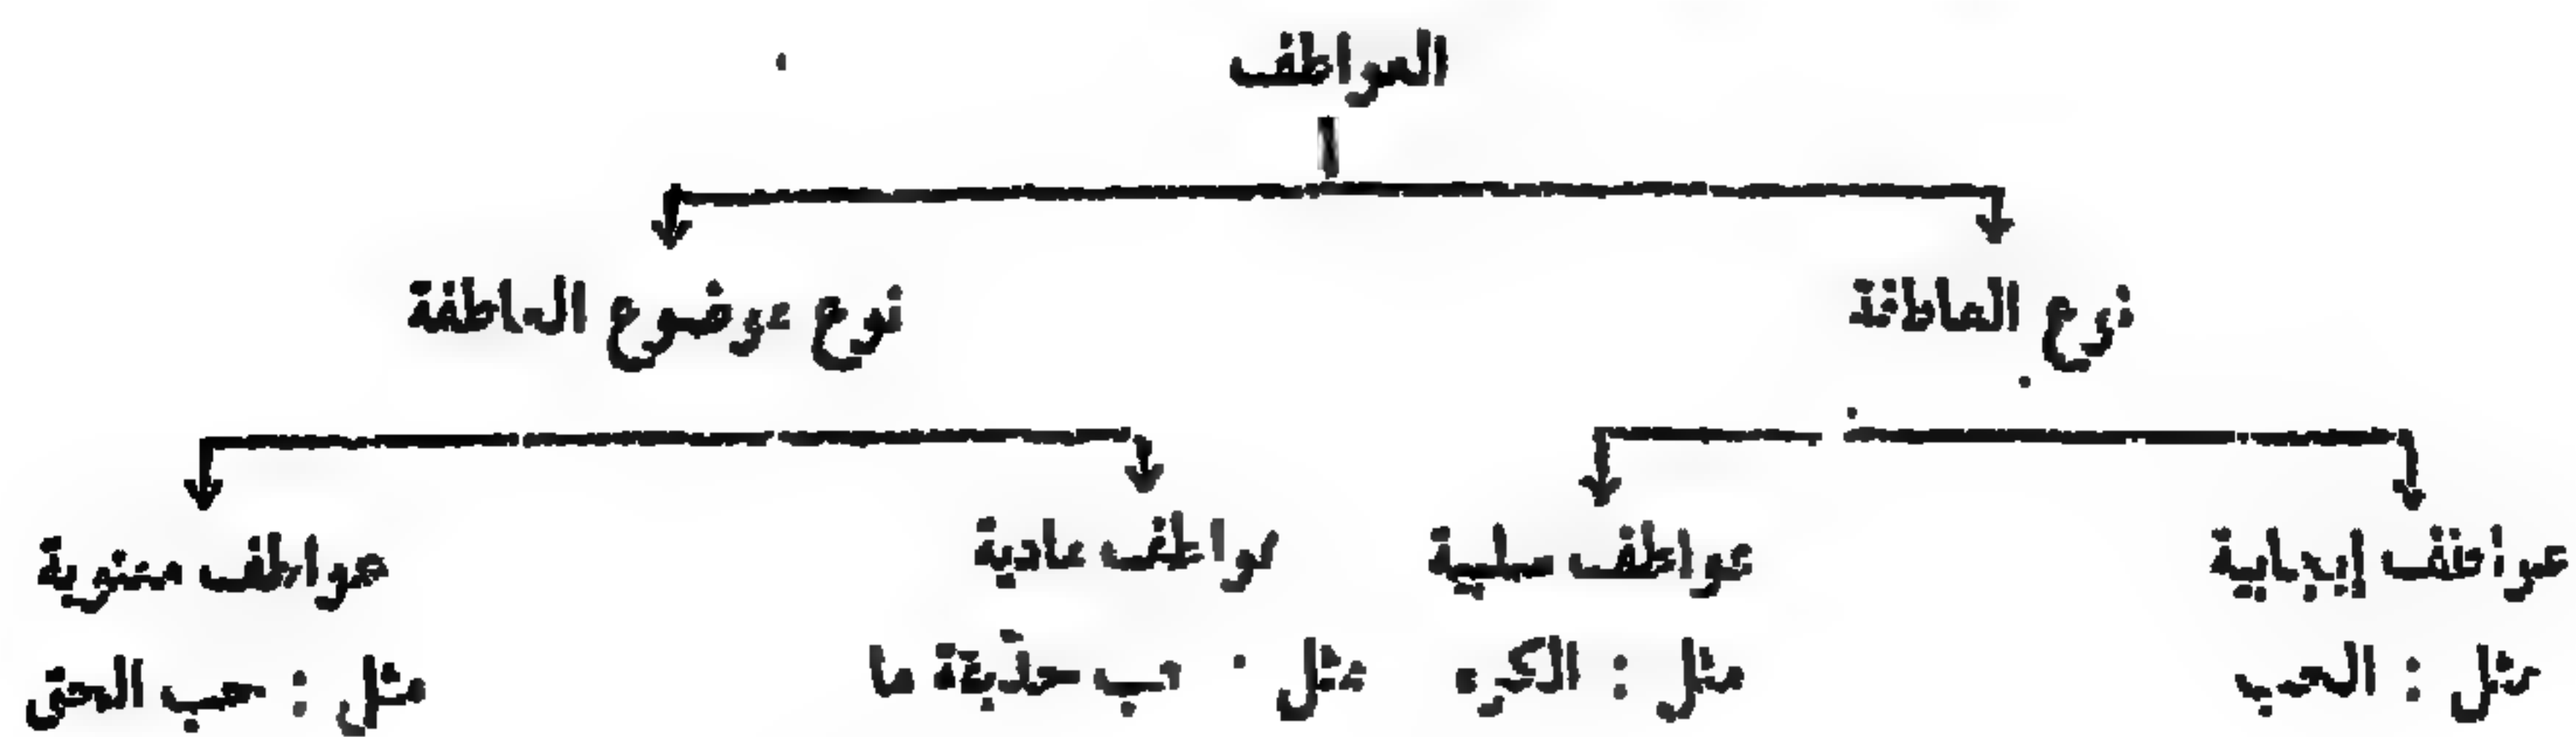 العواطف
نوع العاطفة
نوع موضوع العاطفة
عواطف إيجابية
مثل : الحب
عواطف سلبية
مثل : الكره
عواطف مادية
مثل : حب حديقة ما
عواطف معنوية
مثل : حب الحق